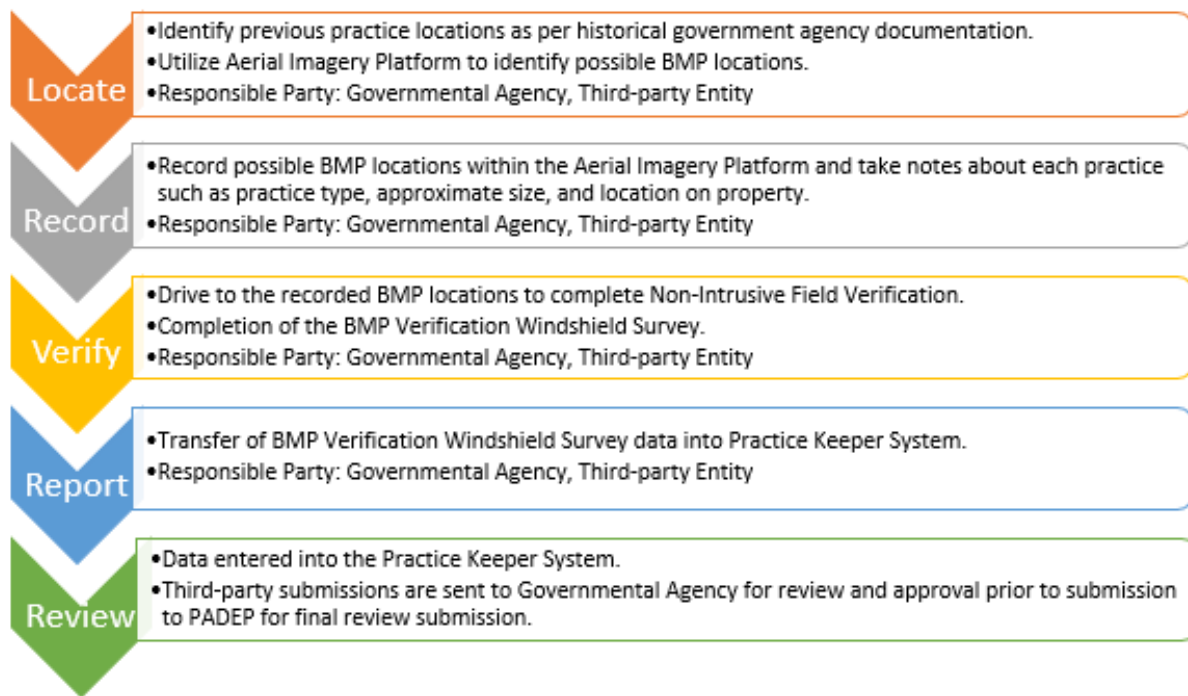 Locate
•Identify previous practice locations as per historical government agency documentation.
•Utilize Aerial Imagery Platform to identify possible BMP locations.
•Responsible Party: Governmental Agency, Third-party Entity
Record
•Record possible BMP locations within the Aerial Imagery Platform and take notes about each practice
such as practice type, approximate size, and location on property.
•Responsible Party: Governmental Agency, Third-party Entity
Verify
•Drive to the recorded BMP locations to complete Non-Intrusive Field Verification.
•Completion of the BMP Verification Windshield Survey.
•Responsible Party: Governmental Agency, Third-party Entity
Report
•Transfer of BMP Verification Windshield Survey data into Practice Keeper System.
•Responsible Party: Governmental Agency, Third-party Entity
Review
•Data entered into the Practice Keeper System.
•Third-party submissions are sent to Governmental Agency for review and approval prior to submission
to PADEP for final review submission.